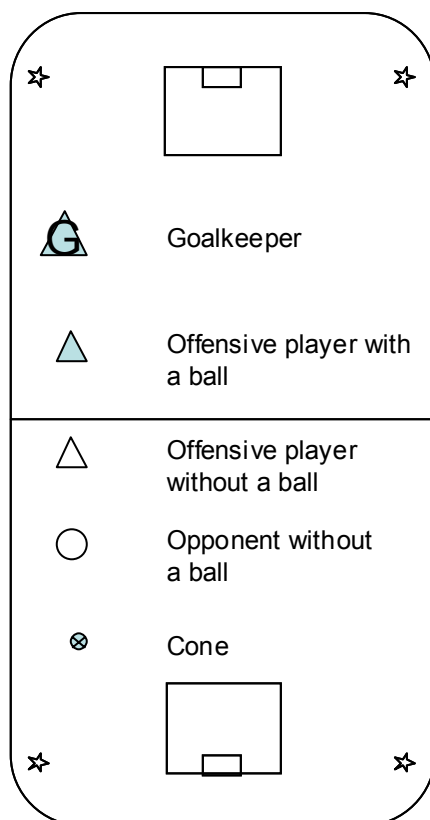 G
Goalkeeper
Offensive player with
a ball
Offensive player
without a ball
Opponent without
a ball
Cone